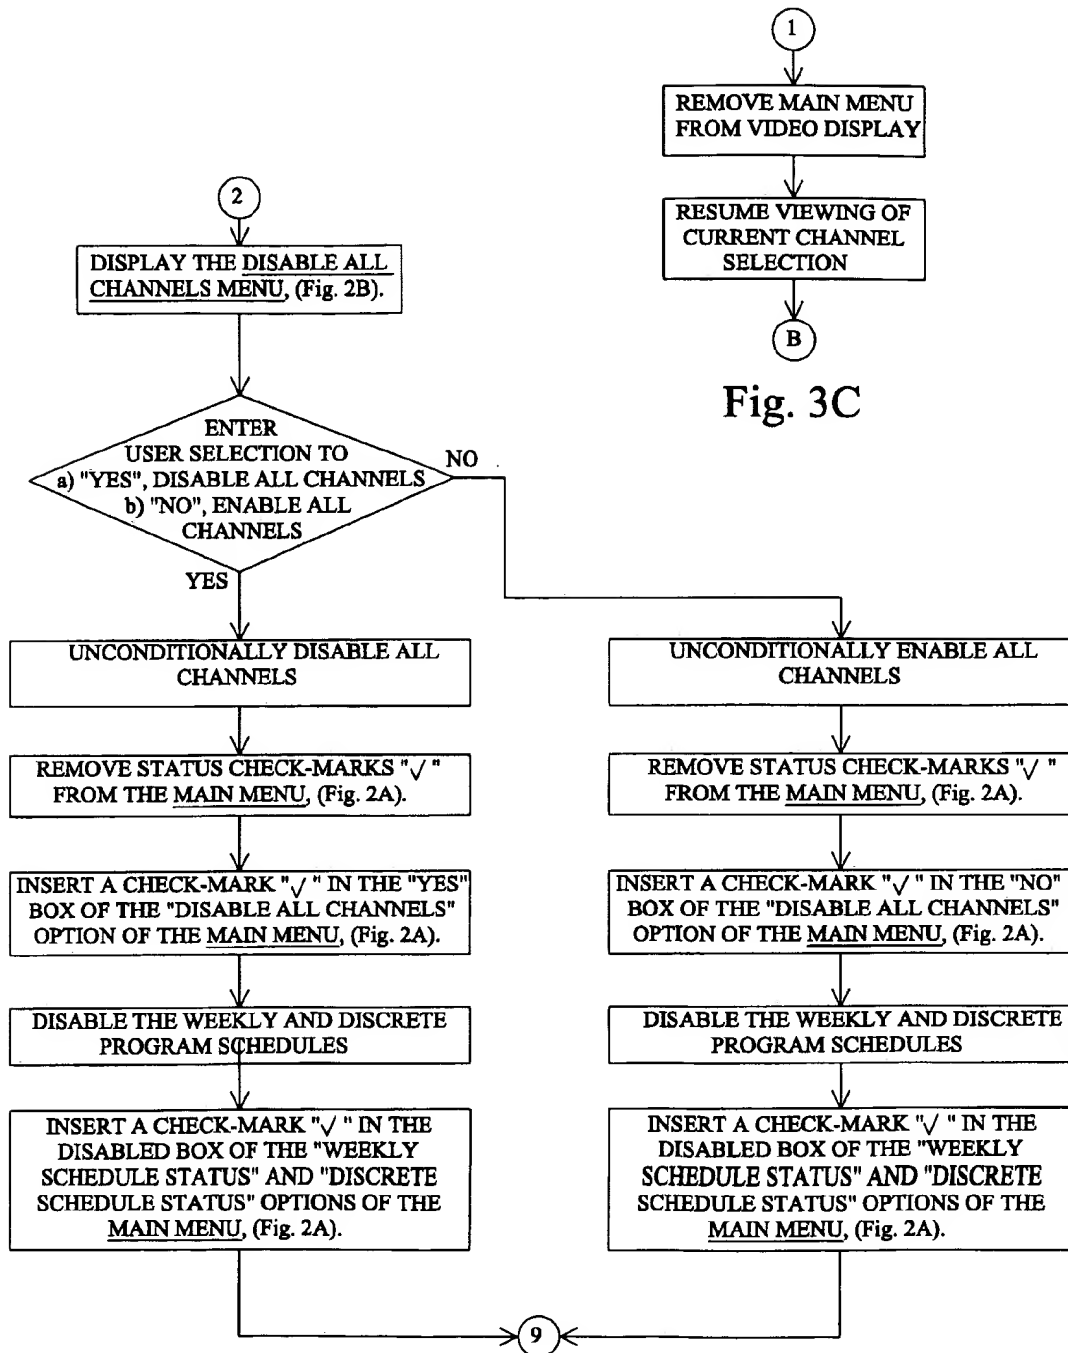 1
REMOVE MAIN MENU
FROM VIDEO DISPLAY
RESUME VIEWING OF
CURRENT CHANNEL
SELECTION
B
Fig. 3C
2
DISPLAY THE DISABLE ALL
CHANNELS MENU, (Fig. 2B).
ENTER
USER SELECTION TO
a) "YES", DISABLE ALL CHANNELS
b) "NO", ENABLE ALL
CHANNELS
NO
YES
UNCONDITIONALLY DISABLE ALL
CHANNELS
REMOVE STATUS CHECK-MARKS "√ "
FROM THE MAIN MENU, (Fig. 2A).
INSERT A CHECK-MARK "√ " IN THE "YES"
BOX OF THE "DISABLE ALL CHANNELS"
OPTION OF THE MAIN MENU, (Fig. 2A).
DISABLE THE WEEKLY AND DISCRETE
PROGRAM SCHEDULES
INSERT A CHECK-MARK "√ " IN THE
DISABLED BOX OF THE "WEEKLY
SCHEDULE STATUS" AND "DISCRETE
SCHEDULE STATUS" OPTIONS OF THE
MAIN MENU, (Fig. 2A).
UNCONDITIONALLY ENABLE ALL
CHANNELS
REMOVE STATUS CHECK-MARKS "√ "
FROM THE MAIN MENU, (Fig. 2A).
INSERT A CHECK-MARK "√ " IN THE "NO"
BOX OF THE "DISABLE ALL CHANNELS"
OPTION OF THE MAIN MENU, (Fig. 2A).
DISABLE THE WEEKLY AND DISCRETE
PROGRAM SCHEDULES
INSERT A CHECK-MARK "√ " IN THE
DISABLED BOX OF THE "WEEKLY
SCHEDULE STATUS" AND "DISCRETE
SCHEDULE STATUS" OPTIONS OF THE
MAIN MENU, (Fig. 2A).
9